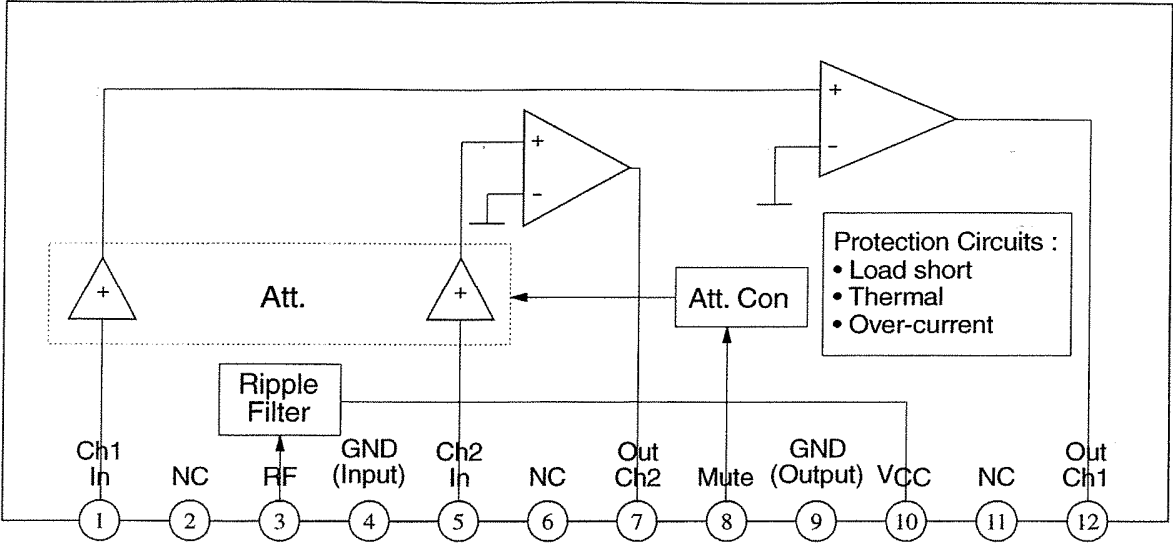 +
-
+
-
Protection Circuits :
• Load short
• Thermal
• Over-current
+
Att.
+
Att. Con
Ripple
Filter
Ch1
In
NC
RF
GND
(Input)
Ch2
In
NC
Out
Ch2
Mute
GND
(Output)
VCC
NC
Out
Ch1
1 2 3 4 5 6 7 8 9 10 11 12